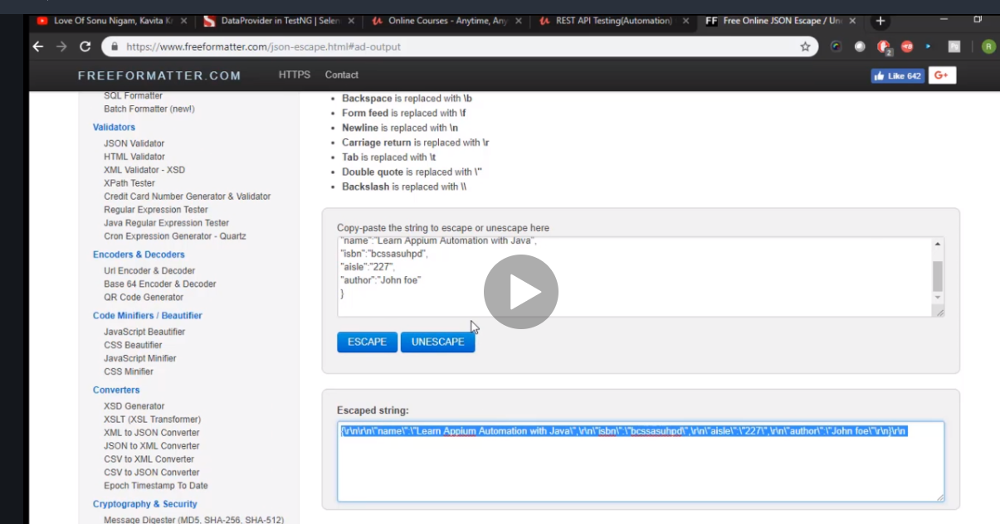 Love Of Sonu Nigam, Kavita K
DataProvider in TestNG | Selen
Online Courses - Anytime, Any
REST API Testing(Automation)
FF Free Online JSON Escape / Un
https://www.freeformatter.com/json-escape.html#ad-output
2
R
FREEFORMATTER.COM
HTTPS
Contact
Like 642
G+
SQL Formatter
Batch Formatter (new!)
Validators
JSON Validator
HTML Validator
XML Validator - XSD
XPath Tester
Credit Card Number Generator & Validator
Regular Expression Tester
Java Regular Expression Tester
Cron Expression Generator - Quartz
Encoders & Decoders
Url Encoder & Decoder
Base 64 Encoder & Decoder
QR Code Generator
Code Minifiers / Beautifier
JavaScript Beautifier
CSS Beautifier
JavaScript Minifier
CSS Minifier
Converters
XSD Generator
XSLT (XSL Transformer)
XML to JSON Converter
JSON to XML Converter
CSV to XML Converter
CSV to JSON Converter
Epoch Timestamp To Date
Cryptography & Security
Message Digester (MD5, SHA-256, SHA-512)
• Backspace is replaced with \b
• Form feed is replaced with \f
• Newline is replaced with \n
• Carriage return is replaced with \r
• Tab is replaced with \t
• Double quote is replaced with \"
• Backslash is replaced with \\
Copy-paste the string to escape or unescape here
"name":"Learn Appium Automation with Java",
"isbn":"bcssasuhpd",
"aisle":"227",
"author":"John foe"
}
ESCAPE
UNESCAPE
Escaped string:
{\r\n\r\n\"name\":\"Learn Appium Automation with Java\",\r\n\"isbn\":\"bcssasuhpd\",\r\n\"aisle\":\"227\",\r\n\"author\":\"John foe\"\r\n}\r\n